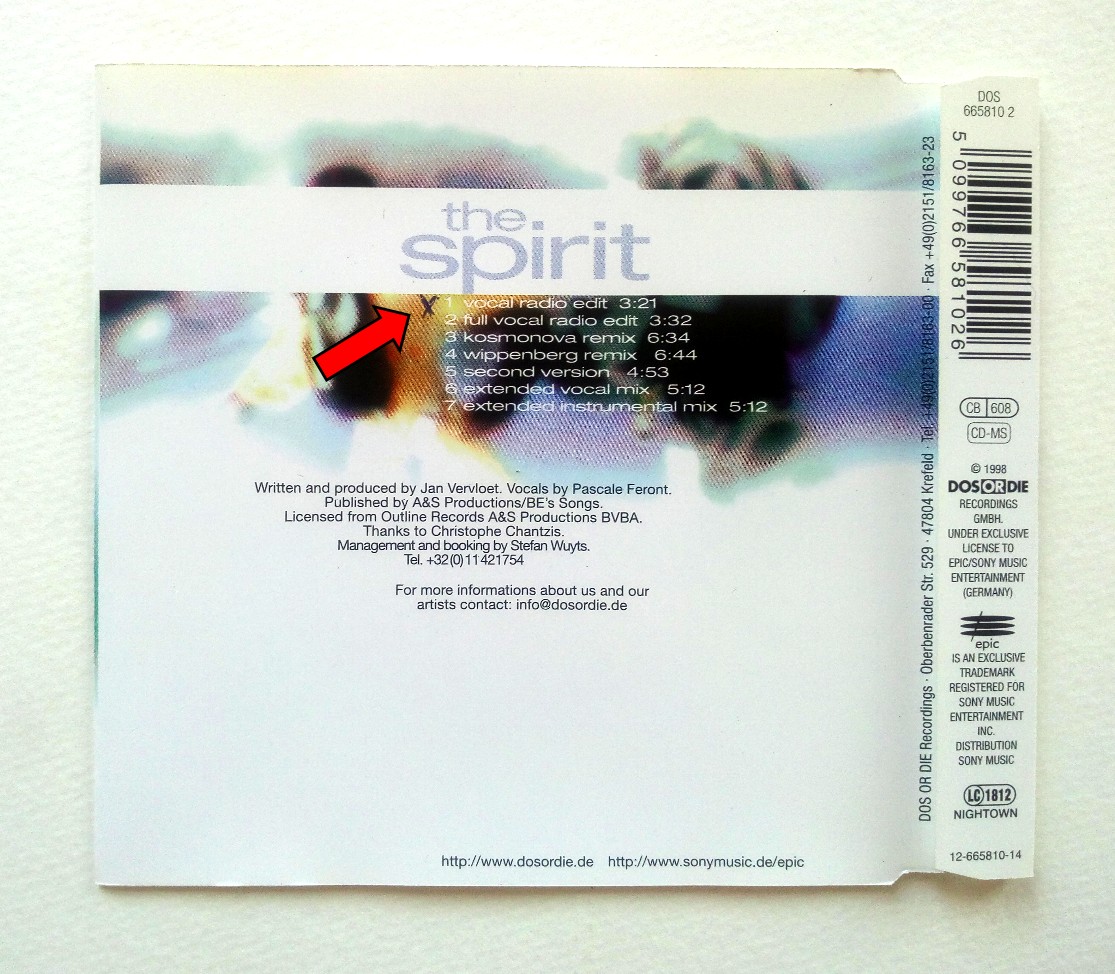 the
spirit
X
1 vocal radio edit 3:21
2 full vocal radio edit 3:32
3 kosmonova remix 6:34
4 wippenberg remix 6:44
5 second version 4:53
6 extended vocal mix 5:12
7 extended instrumental mix 5:12
Written and produced by Jan Vervloet. Vocals by Pascale Feront.
Published by A&S Productions/BE's Songs.
Licensed from Outline Records A&S Productions BVBA.
Thanks to Christophe Chantzis.
Management and booking by Stefan Wuyts.
Tel. +32(0)11421754
For more informations about us and our
artists contact: info@dosordie.de
http://www.dosordie.de http://www.sonymusic.de/epic
DOS OR DIE Recordings · Oberbenrader Str. 529 · 47804 Krefeld · Tel. +49(0)2151/8163-00 · Fax +49(0)2151/8163-23
DOS
665810 2
5 099766 581026
CB 608
CD-MS
© 1998
DOS OR DIE
RECORDINGS
GMBH.
UNDER EXCLUSIVE
LICENSE TO
EPIC/SONY MUSIC
ENTERTAINMENT
(GERMANY)
epic
IS AN EXCLUSIVE
TRADEMARK
REGISTERED FOR
SONY MUSIC
ENTERTAINMENT
INC.
DISTRIBUTION
SONY MUSIC
LC 1812
NIGHTOWN
12-665810-14